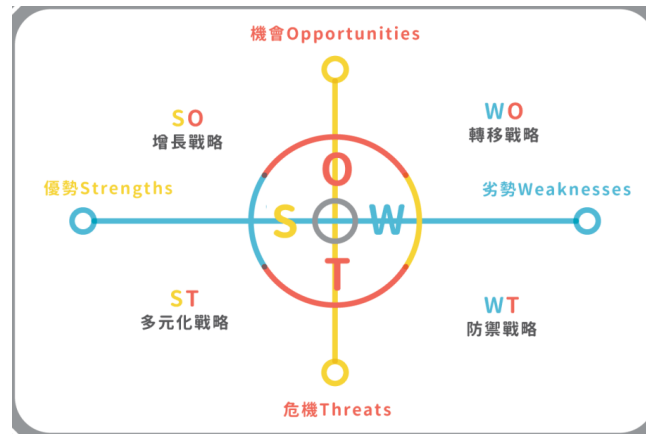 機會Opportunities
SO
增長戰略
WO
轉移戰略
優勢Strengths
劣勢Weaknesses
O
S
W
T
ST
多元化戰略
WT
防禦戰略
危機Threats